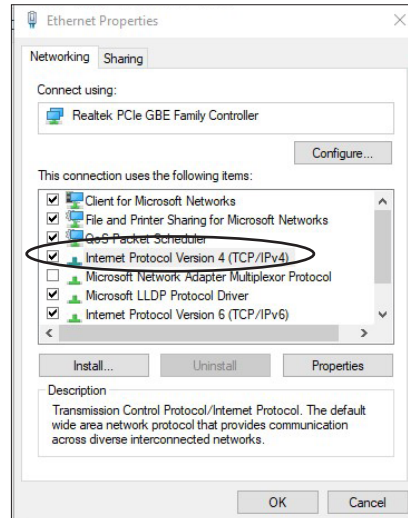 Ethernet Properties
Networking Sharing
Connect using:
Realtek PCIe GBE Family Controller
Configure...
This connection uses the following items:
Client for Microsoft Networks
File and Printer Sharing for Microsoft Networks
QoS Packet Scheduler
Internet Protocol Version 4 (TCP/IPv4)
Microsoft Network Adapter Multiplexor Protocol
Microsoft LLDP Protocol Driver
Internet Protocol Version 6 (TCP/IPv6)
Install... Uninstall Properties
Description
Transmission Control Protocol/Internet Protocol. The default
wide area network protocol that provides communication
across diverse interconnected networks.
OK Cancel